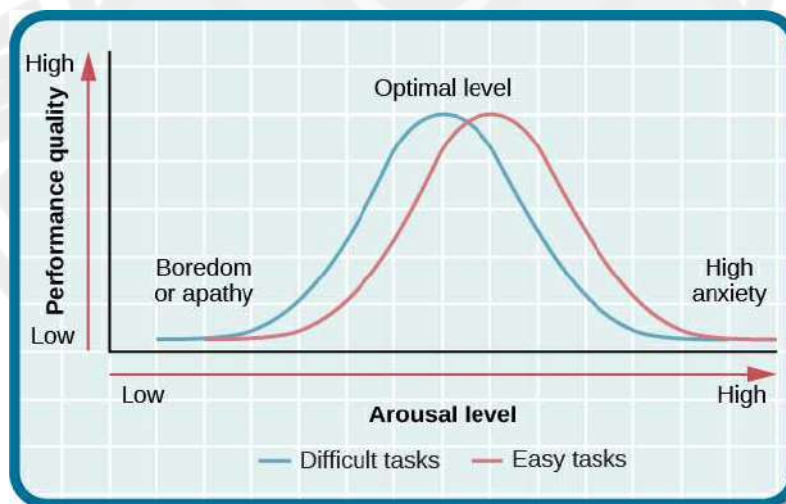 High
Optimal level
Performance quality
Boredom
or apathy
High
anxiety
Low
Low
High
Arousal level
Difficult tasks
Easy tasks